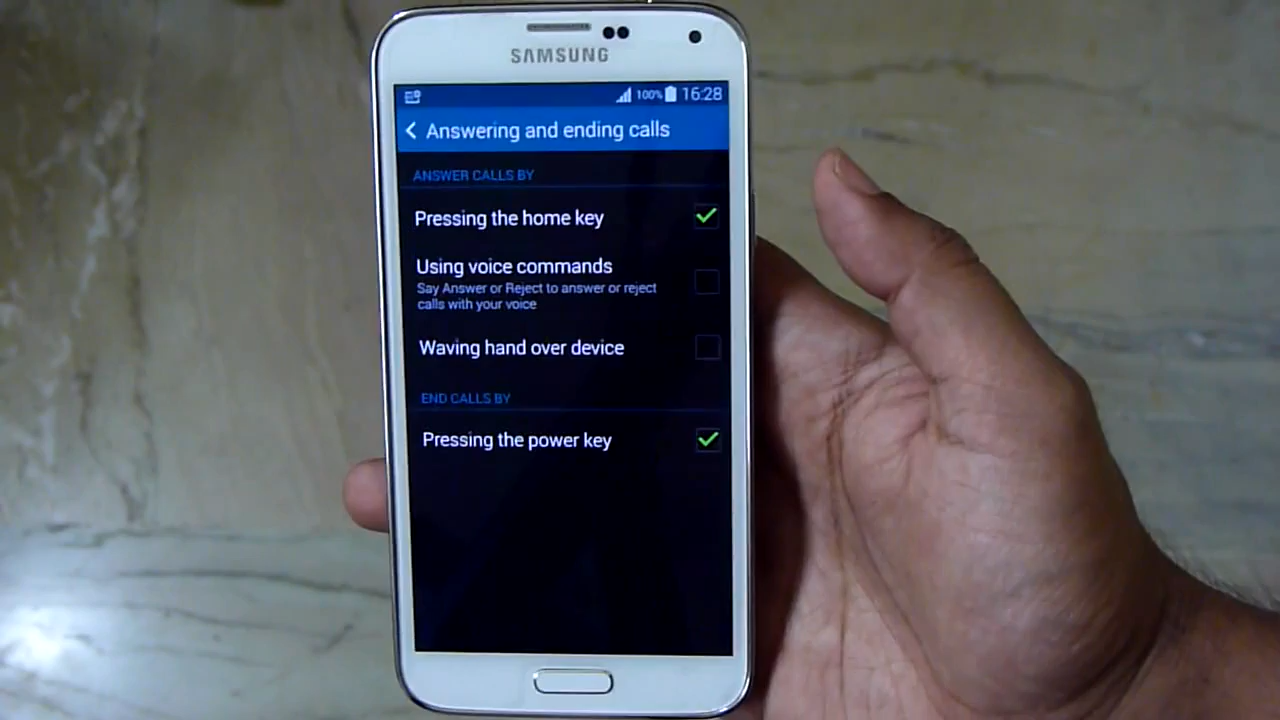 SAMSUNG
100% 16:28
Answering and ending calls
ANSWER CALLS BY
Pressing the home key
Using voice commands
Say Answer or Reject to answer or reject
calls with your voice
Waving hand over device
END CALLS BY
Pressing the power key